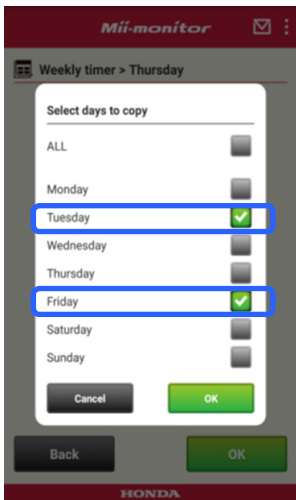 Mii-monitor
Weekly timer > Thursday
Select days to copy
ALL
Monday
Tuesday
Wednesday
Thursday
Friday
Saturday
Sunday
Cancel OK
Back OK
HONDA